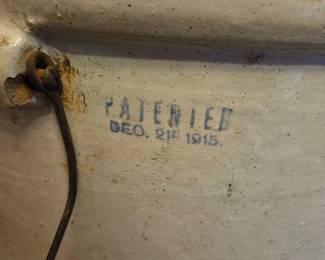 PATENTED
DEC. 21st 1915.